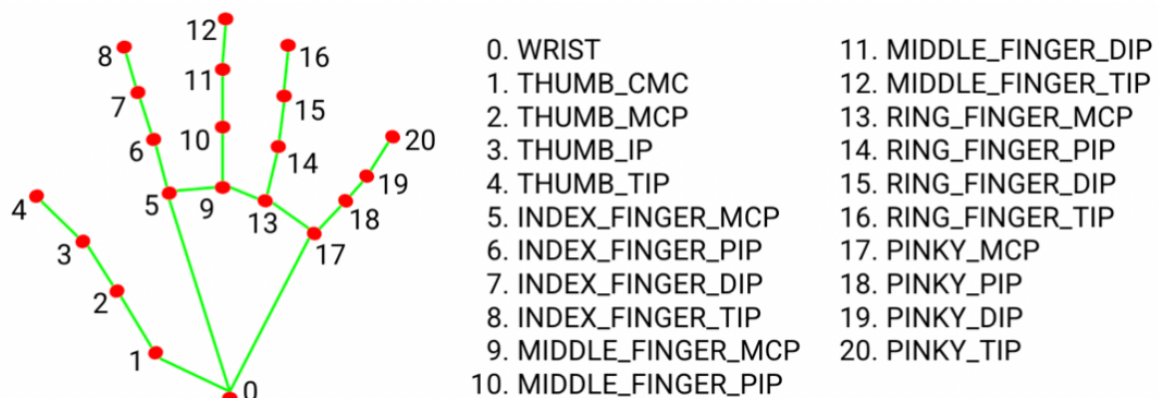 12
8
16
11
7
15
10
6
20
14
19
4
5
9
13
18
3
17
2
1
0
0. WRIST
1. THUMB_CMC
2. THUMB_MCP
3. THUMB_IP
4. THUMB_TIP
5. INDEX_FINGER_MCP
6. INDEX_FINGER_PIP
7. INDEX_FINGER_DIP
8. INDEX_FINGER_TIP
9. MIDDLE_FINGER_MCP
10. MIDDLE_FINGER_PIP
11. MIDDLE_FINGER_DIP
12. MIDDLE_FINGER_TIP
13. RING_FINGER_MCP
14. RING_FINGER_PIP
15. RING_FINGER_DIP
16. RING_FINGER_TIP
17. PINKY_MCP
18. PINKY_PIP
19. PINKY_DIP
20. PINKY_TIP